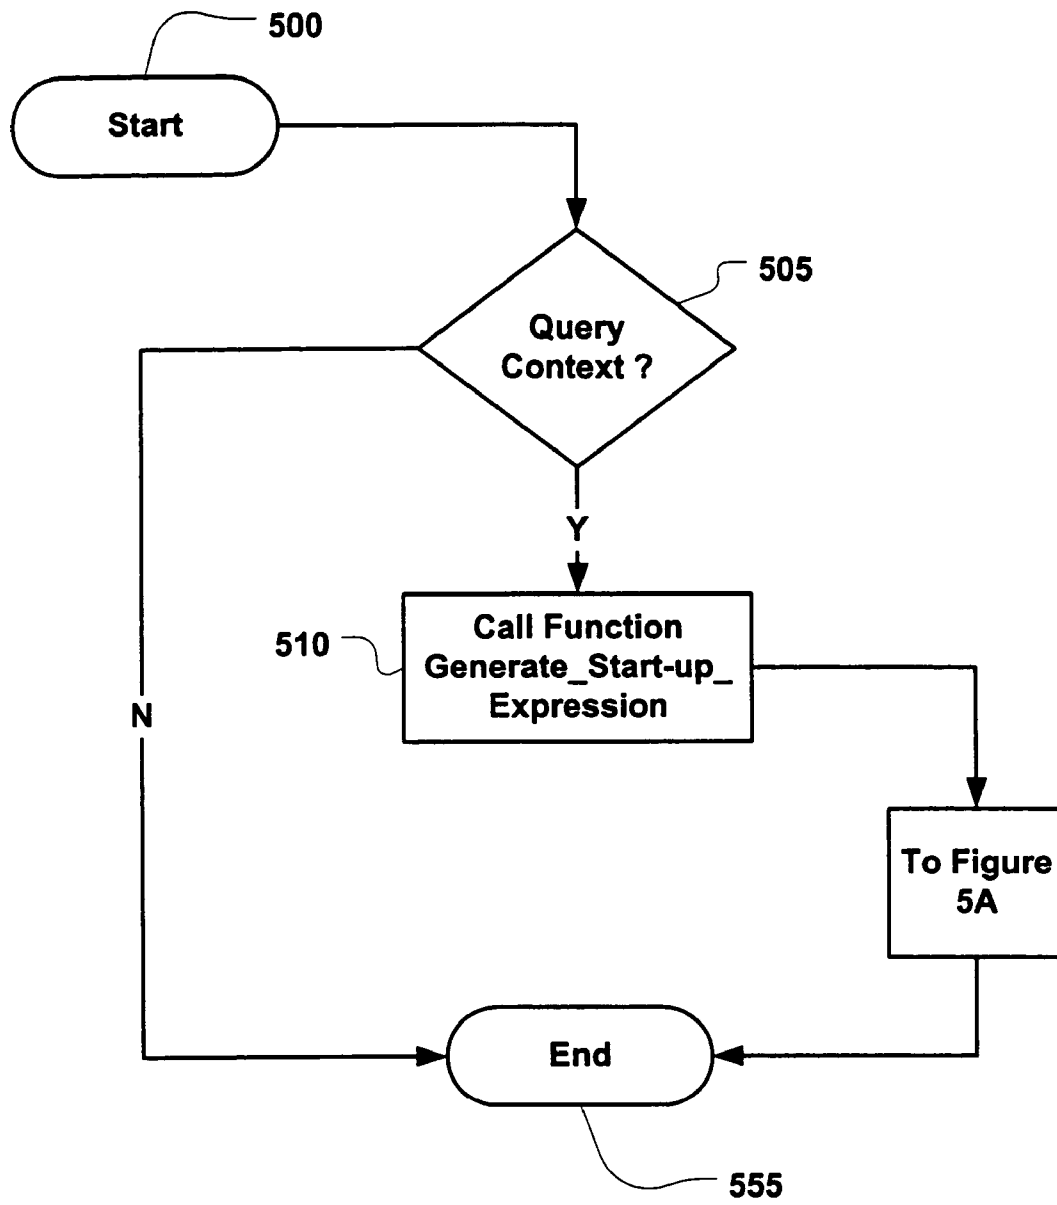 500
Start
505
Query
Context ?
Y
510
Call Function
Generate_Start-up_
Expression
N
To Figure
5A
End
555